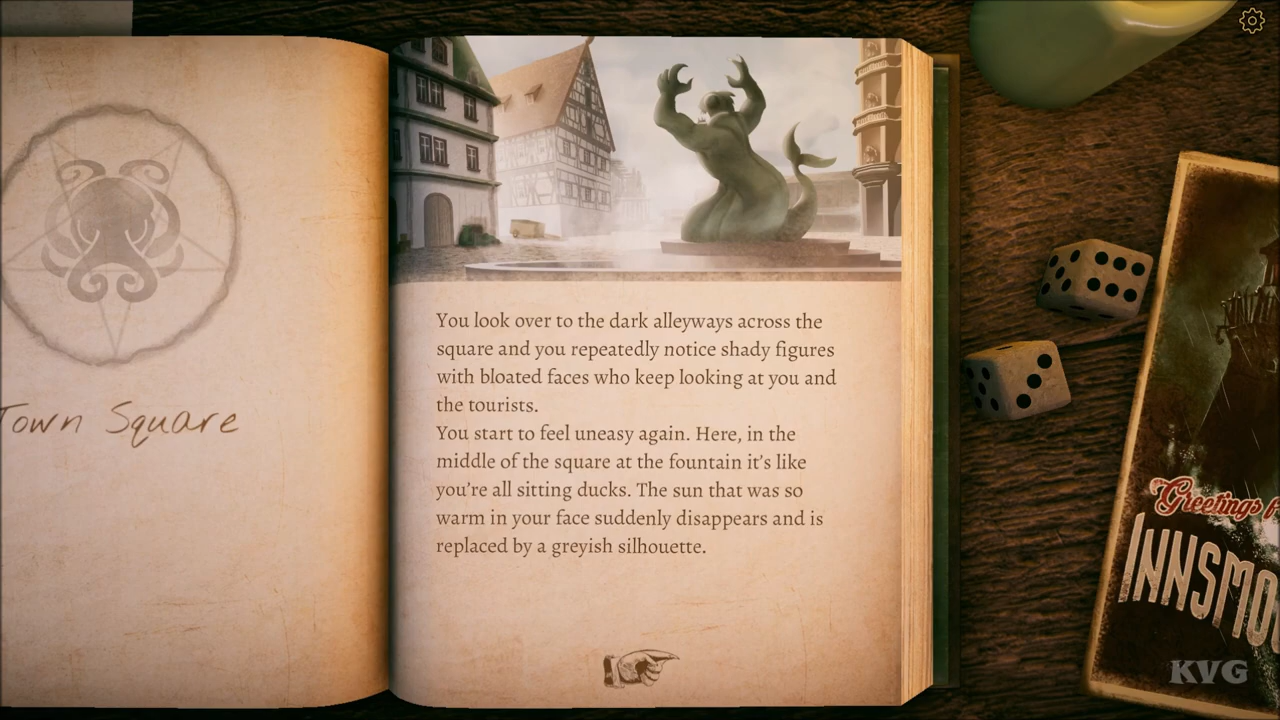 Town Square
You look over to the dark alleyways across the
square and you repeatedly notice shady figures
with bloated faces who keep looking at you and
the tourists.
You start to feel uneasy again. Here, in the
middle of the square at the fountain it's like
you're all sitting ducks. The sun that was so
warm in your face suddenly disappears and is
replaced by a greyish silhouette.
Greetings
KVG